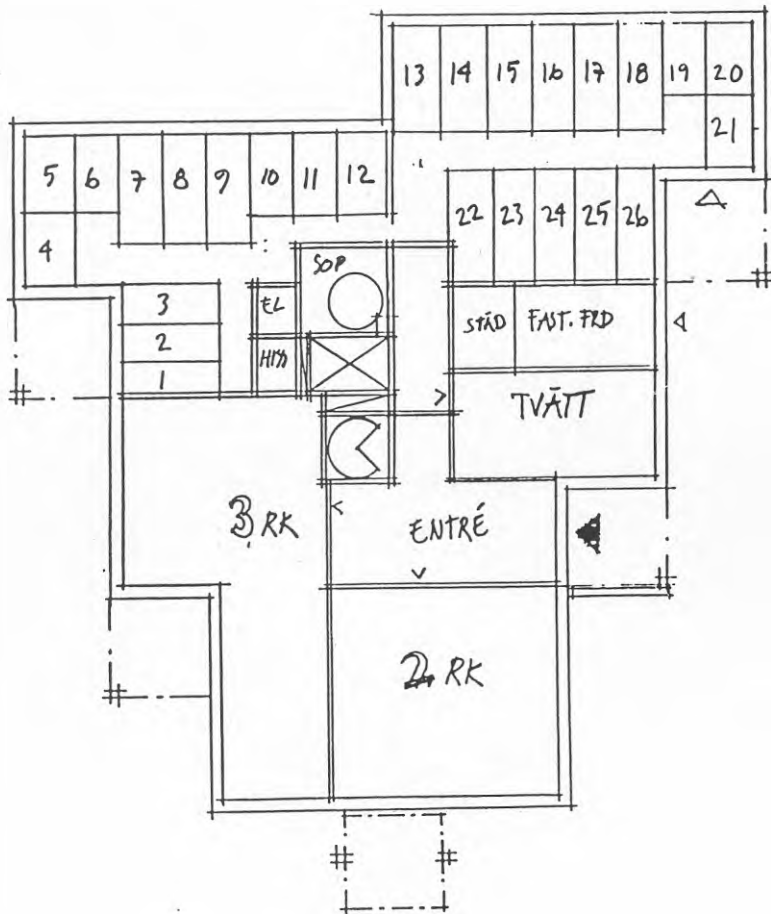 13 14 15 16 17 18 19 20
21
5 6 7 8 9 10 11 12
4
22 23 24 25 26
SOP
3
EL
2
STÄD FAST. FRD
HISS
1
TVÄTT
3 RK
ENTRÉ
2 RK